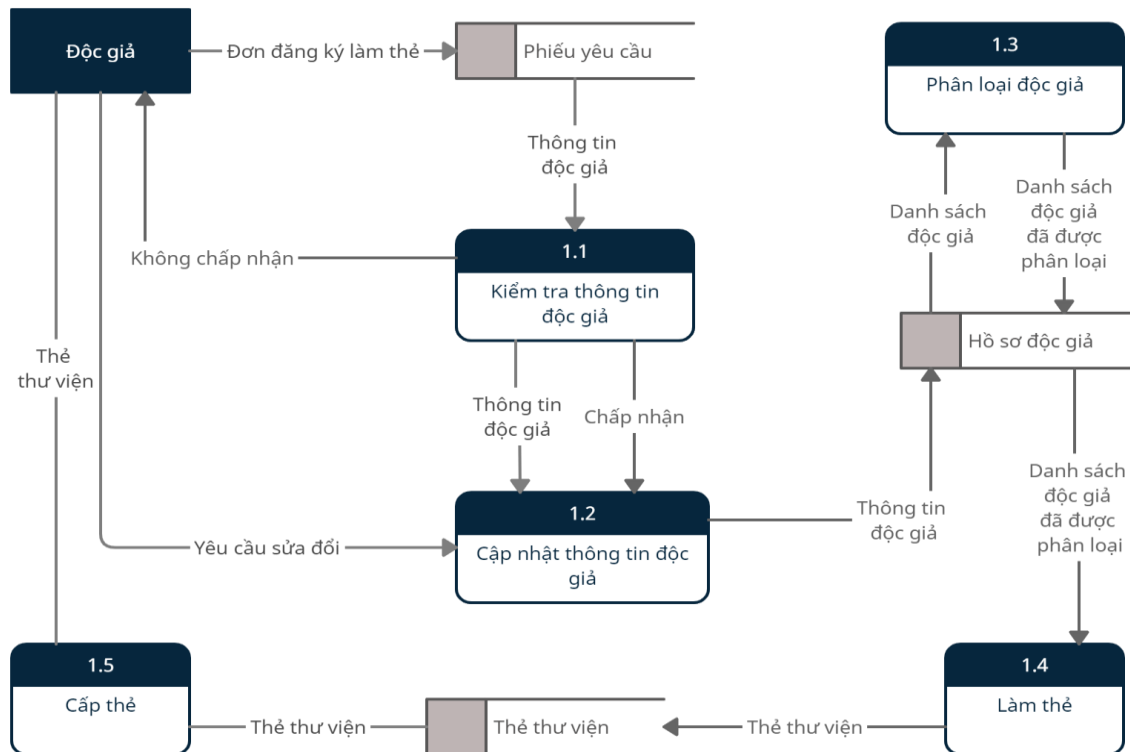 Độc giả
Đơn đăng ký làm thẻ
Phiếu yêu cầu
1.3
Phân loại độc giả
Thông tin
độc giả
Danh sách
độc giả
Danh sách
độc giả
đã được
phân loại
Không chấp nhận
1.1
Kiểm tra thông tin
độc giả
Hồ sơ độc giả
Thẻ
thư viện
Thông tin
độc giả
Chấp nhận
Danh sách
độc giả
đã được
phân loại
1.2
Cập nhật thông tin độc
giả
Thông tin
độc giả
Yêu cầu sửa đổi
1.5
Cấp thẻ
Thẻ thư viện
Thẻ thư viện
Thẻ thư viện
1.4
Làm thẻ